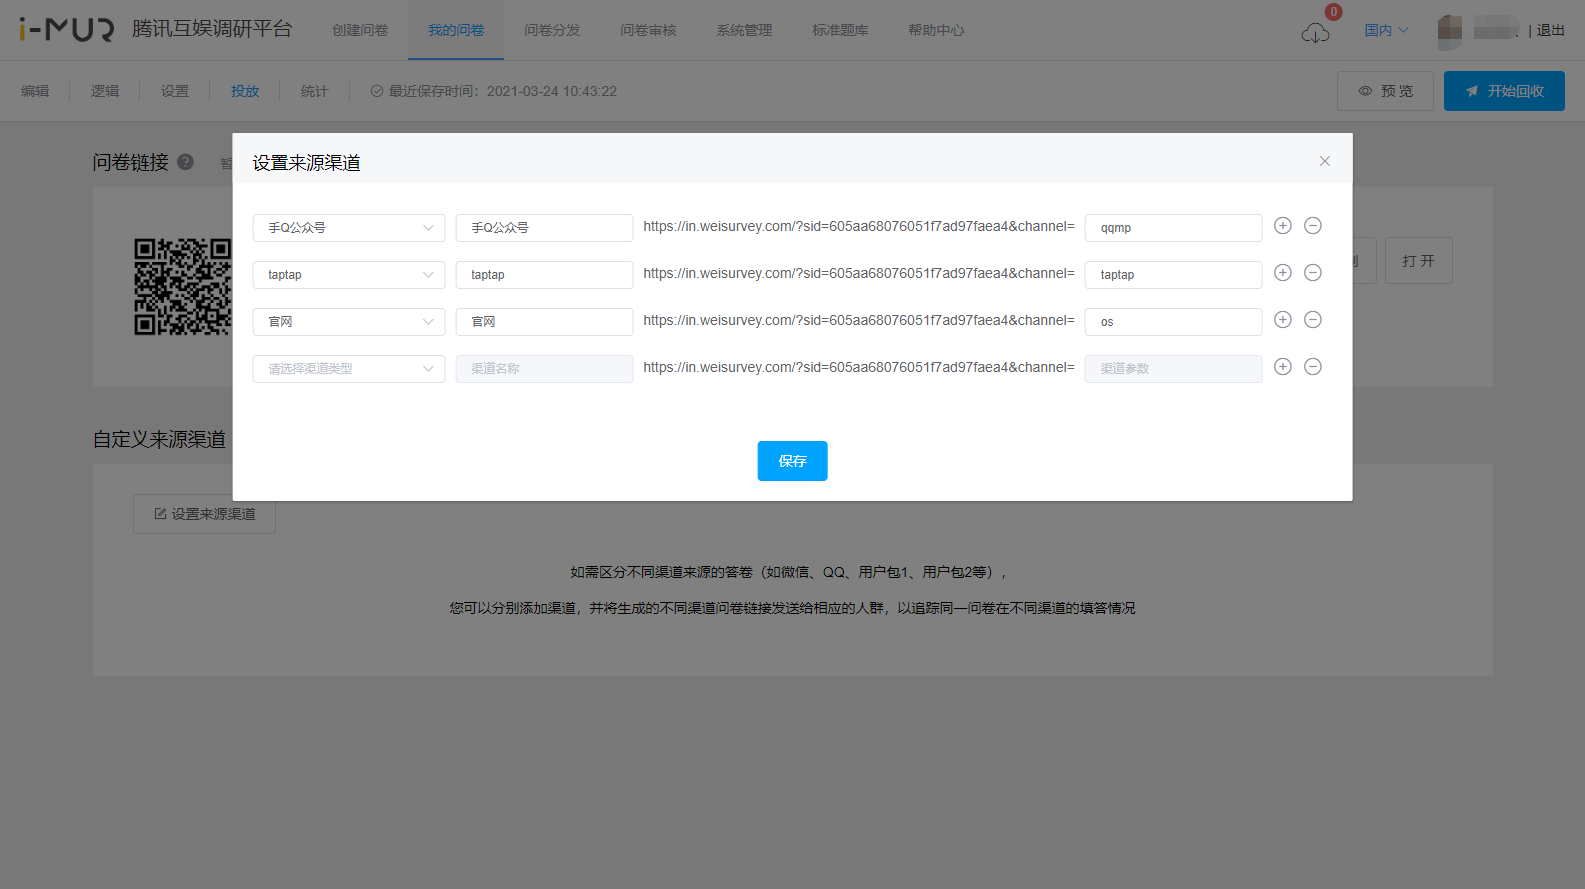 i-MUR 腾讯互娱调研平台 创建问卷 我的问卷 问卷分发 问卷审核 系统管理 标准题库 帮助中心 0 国内 | 退出
编辑 逻辑 设置 投放 统计 最近保存时间：2021-03-24 10:43:22 预 览 开始回收
问卷链接 ? 暂
设置来源渠道
手Q公众号 手Q公众号 https://in.weisurvey.com/?sid=605aa68076051f7ad97faea4&channel= qqmp
taptap taptap https://in.weisurvey.com/?sid=605aa68076051f7ad97faea4&channel= taptap
打 开
官网 官网 https://in.weisurvey.com/?sid=605aa68076051f7ad97faea4&channel= os
请选择渠道类型 渠道名称 https://in.weisurvey.com/?sid=605aa68076051f7ad97faea4&channel= 渠道参数
保存
自定义来源渠道
设置来源渠道
如需区分不同渠道来源的答卷（如微信、QQ、用户包1、用户包2等），
您可以分别添加渠道，并将生成的不同渠道问卷链接发送给相应的人群，以追踪同一问卷在不同渠道的填答情况